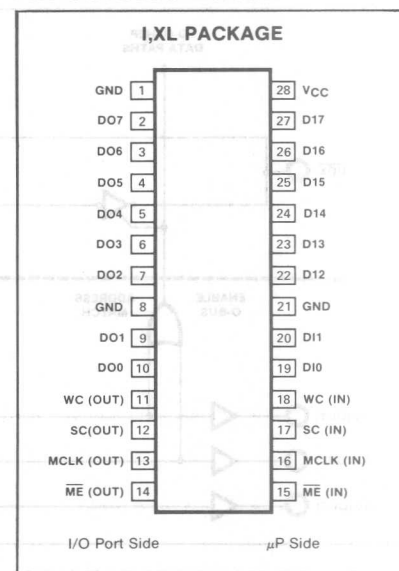 I,XL PACKAGE
GND 1 28 VCC
DO7 2 27 D17
DO6 3 26 D16
DO5 4 25 D15
DO4 5 24 D14
DO3 6 23 D13
DO2 7 22 D12
GND 8 21 GND
DO1 9 20 DI1
DO0 10 19 DI0
WC (OUT) 11 18 WC (IN)
SC(OUT) 12 17 SC (IN)
MCLK (OUT) 13 16 MCLK (IN)
M̅E̅ (OUT) 14 15 M̅E̅ (IN)
I/O Port Side µP Side